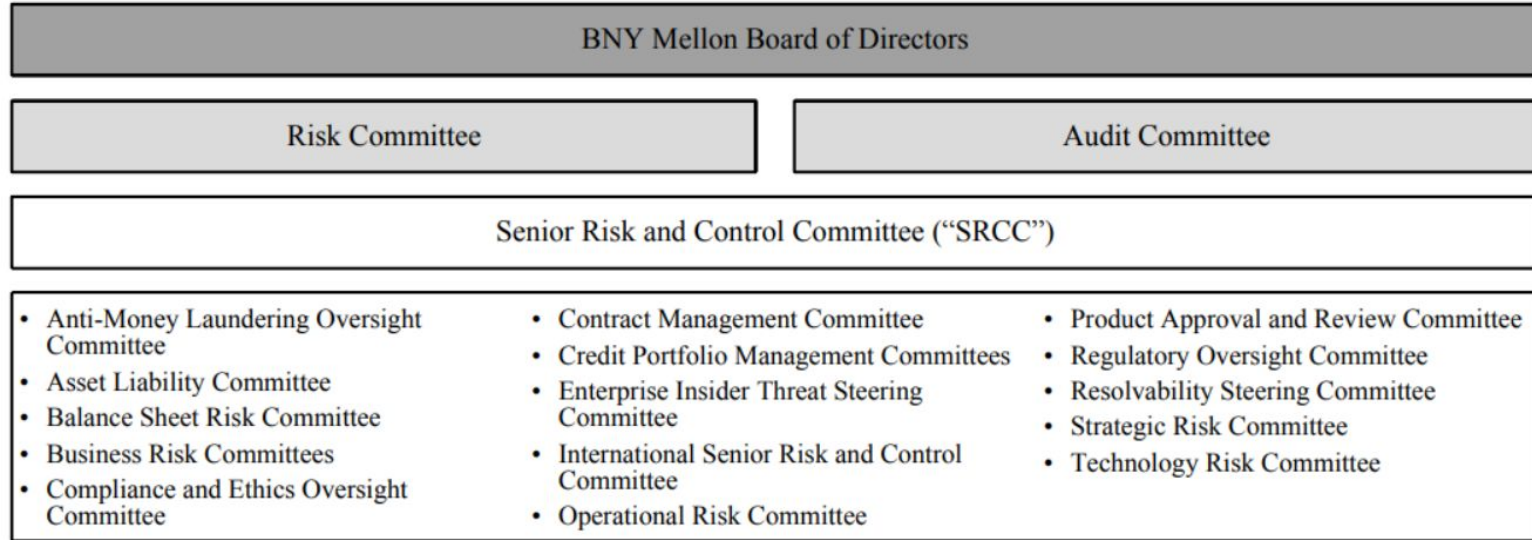 BNY Mellon Board of Directors
Risk Committee
Audit Committee
Senior Risk and Control Committee (“SRCC”)
• Anti-Money Laundering Oversight
Committee
• Asset Liability Committee
• Balance Sheet Risk Committee
• Business Risk Committees
• Compliance and Ethics Oversight
Committee
• Contract Management Committee
• Credit Portfolio Management Committees
• Enterprise Insider Threat Steering
Committee
• International Senior Risk and Control
Committee
• Operational Risk Committee
• Product Approval and Review Committee
• Regulatory Oversight Committee
• Resolvability Steering Committee
• Strategic Risk Committee
• Technology Risk Committee